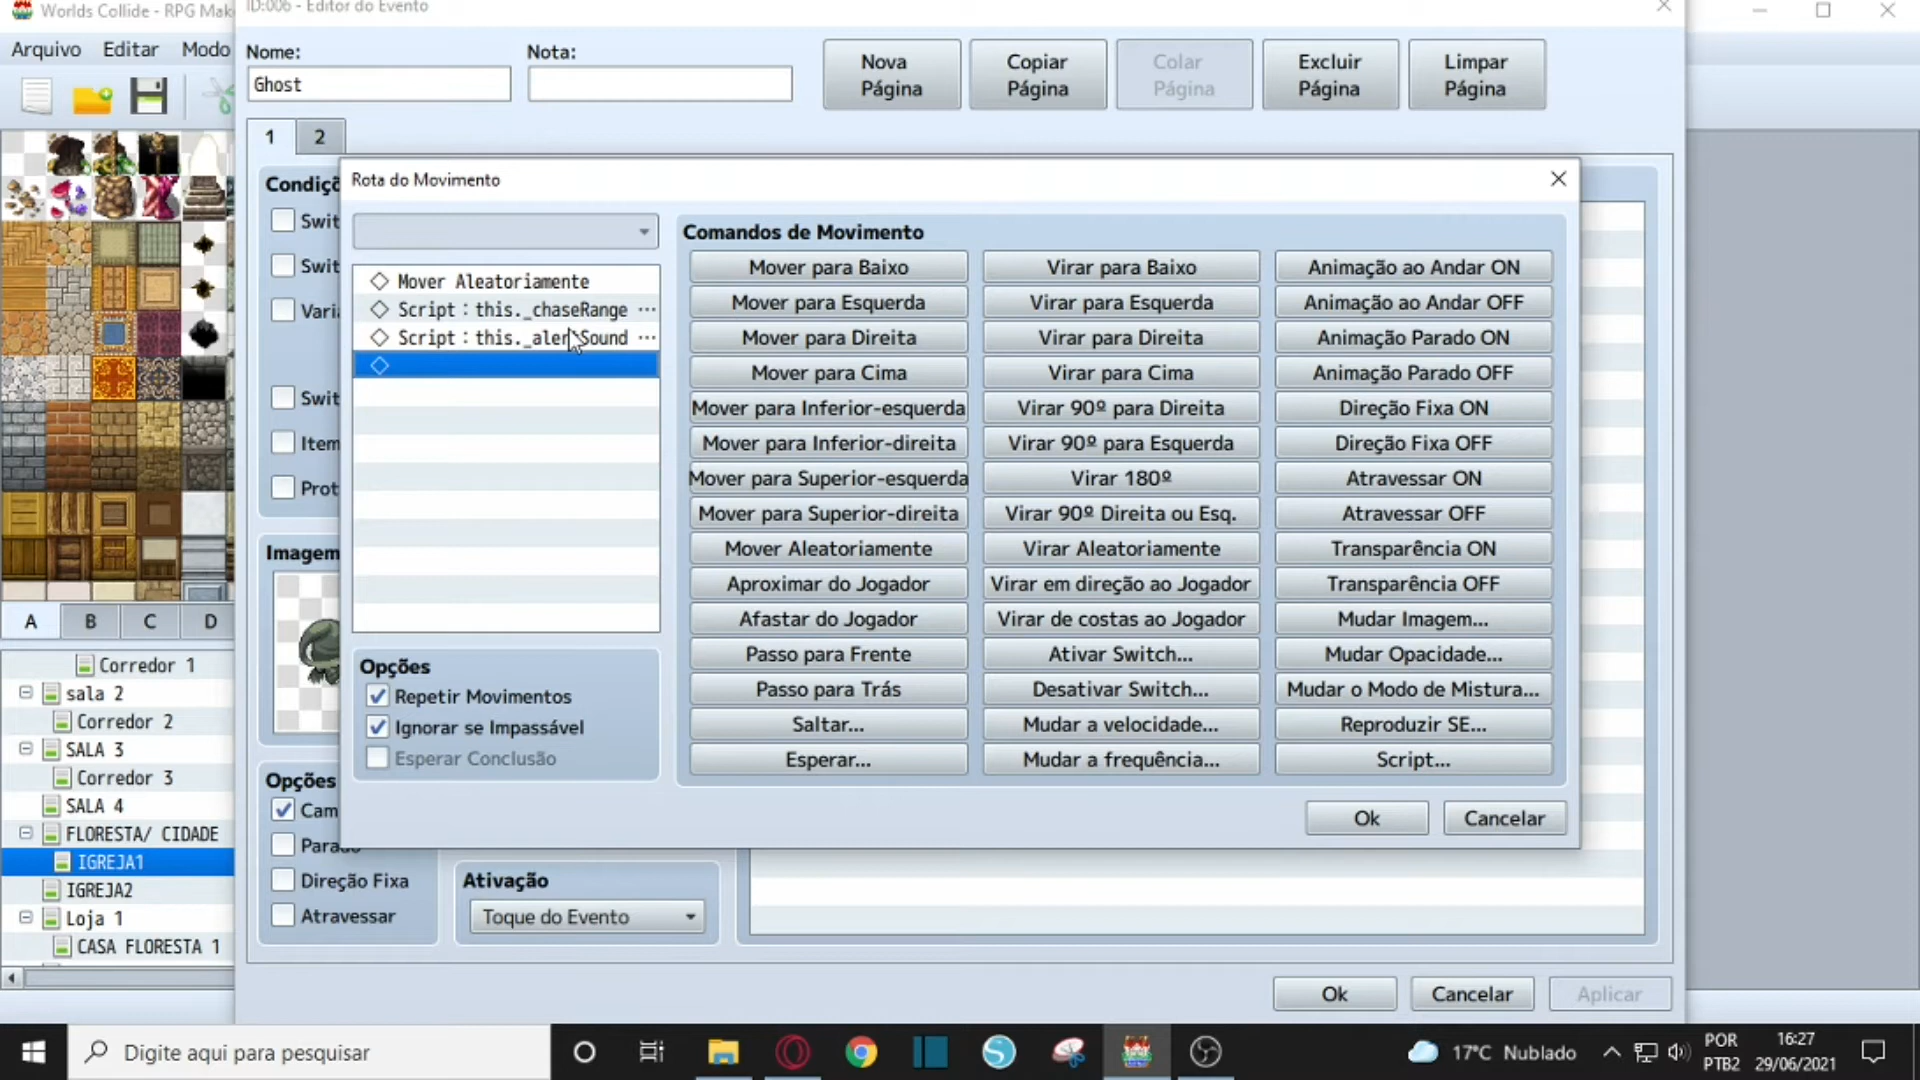 Worlds Collide - RPG Mak
ID:006 - Editor do Evento
Arquivo Editar Modo
Nome:
Nota:
Ghost
Nova Página
Copiar Página
Colar Página
Excluir Página
Limpar Página
1 2
Condiçõ
Swit
Swit
Vari
Swit
Item
Prot
Imagem
Opções
Cam
Parado
Direção Fixa
Atravessar
Ativação
Toque do Evento
Rota do Movimento
Mover Aleatoriamente
Script：this._chaseRange ...
Script：this._aler Sound ...
Opções
Repetir Movimentos
Ignorar se Impassável
Esperar Conclusão
Comandos de Movimento
Mover para Baixo Virar para Baixo Animação ao Andar ON
Mover para Esquerda Virar para Esquerda Animação ao Andar OFF
Mover para Direita Virar para Direita Animação Parado ON
Mover para Cima Virar para Cima Animação Parado OFF
Mover para Inferior-esquerda Virar 90º para Direita Direção Fixa ON
Mover para Inferior-direita Virar 90º para Esquerda Direção Fixa OFF
Mover para Superior-esquerda Virar 180º Atravessar ON
Mover para Superior-direita Virar 90º Direita ou Esq. Atravessar OFF
Mover Aleatoriamente Virar Aleatoriamente Transparência ON
Aproximar do Jogador Virar em direção ao Jogador Transparência OFF
Afastar do Jogador Virar de costas ao Jogador Mudar Imagem...
Passo para Frente Ativar Switch... Mudar Opacidade...
Passo para Trás Desativar Switch... Mudar o Modo de Mistura...
Saltar... Mudar a velocidade... Reproduzir SE...
Esperar... Mudar a frequência... Script...
Ok Cancelar
Ok Cancelar Aplicar
A B C D
Corredor 1
sala 2
Corredor 2
SALA 3
Corredor 3
SALA 4
FLORESTA/ CIDADE
IGREJA1
IGREJA2
Loja 1
CASA FLORESTA 1
Digite aqui para pesquisar
17°C Nublado
POR
PTB2
16:27
29/06/2021